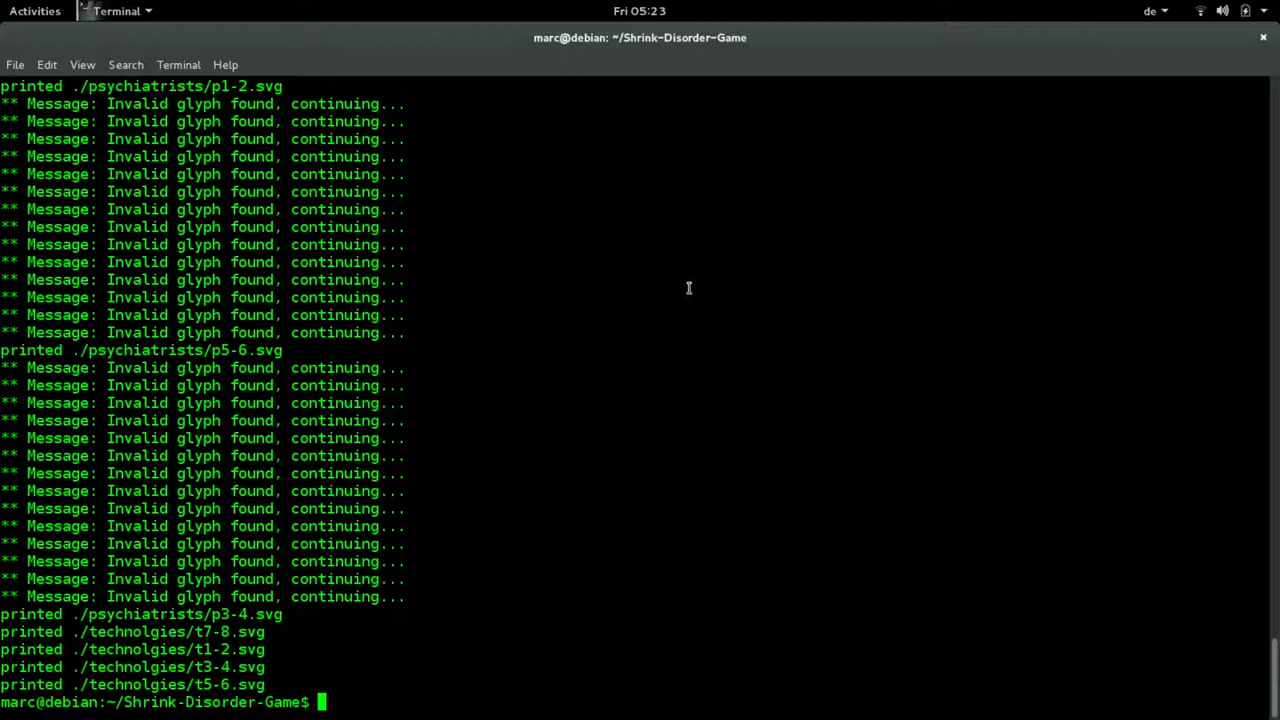 Activities Terminal Fri 05:23 de
marc@debian: ~/Shrink-Disorder-Game
File Edit View Search Terminal Help
printed ./psychiatrists/p1-2.svg
** Message: Invalid glyph found, continuing...
** Message: Invalid glyph found, continuing...
** Message: Invalid glyph found, continuing...
** Message: Invalid glyph found, continuing...
** Message: Invalid glyph found, continuing...
** Message: Invalid glyph found, continuing...
** Message: Invalid glyph found, continuing...
** Message: Invalid glyph found, continuing...
** Message: Invalid glyph found, continuing...
** Message: Invalid glyph found, continuing...
** Message: Invalid glyph found, continuing...
** Message: Invalid glyph found, continuing...
** Message: Invalid glyph found, continuing...
** Message: Invalid glyph found, continuing...
printed ./psychiatrists/p5-6.svg
** Message: Invalid glyph found, continuing...
** Message: Invalid glyph found, continuing...
** Message: Invalid glyph found, continuing...
** Message: Invalid glyph found, continuing...
** Message: Invalid glyph found, continuing...
** Message: Invalid glyph found, continuing...
** Message: Invalid glyph found, continuing...
** Message: Invalid glyph found, continuing...
** Message: Invalid glyph found, continuing...
** Message: Invalid glyph found, continuing...
** Message: Invalid glyph found, continuing...
** Message: Invalid glyph found, continuing...
** Message: Invalid glyph found, continuing...
** Message: Invalid glyph found, continuing...
printed ./psychiatrists/p3-4.svg
printed ./technolgies/t7-8.svg
printed ./technolgies/t1-2.svg
printed ./technolgies/t3-4.svg
printed ./technolgies/t5-6.svg
marc@debian:~/Shrink-Disorder-Game$